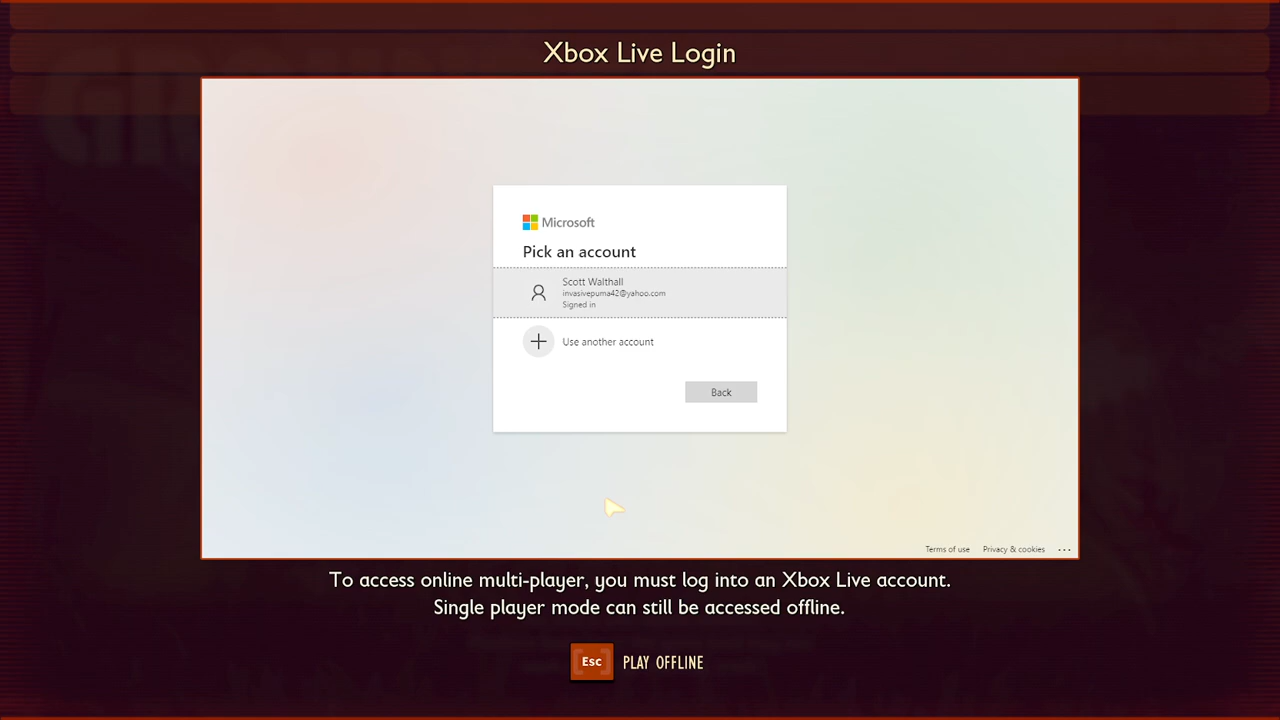 Xbox Live Login
Microsoft
Pick an account
Scott Walthall
invasivepuma42@yahoo.com
Signed in
Use another account
Back
Terms of use Privacy & cookies ...
To access online multi-player, you must log into an Xbox Live account.
Single player mode can still be accessed offline.
Esc PLAY OFFLINE